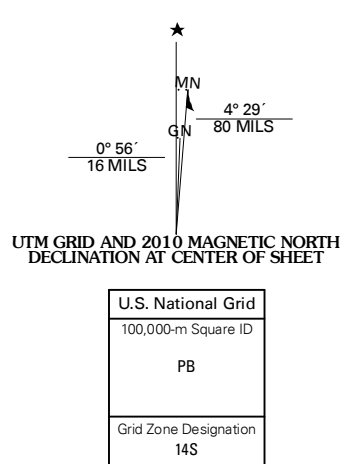 MN
4° 29´
80 MILS
GN
0° 56´
16 MILS
UTM GRID AND 2010 MAGNETIC NORTH
DECLINATION AT CENTER OF SHEET
U.S. National Grid
100,000-m Square ID
PB
Grid Zone Designation
14S